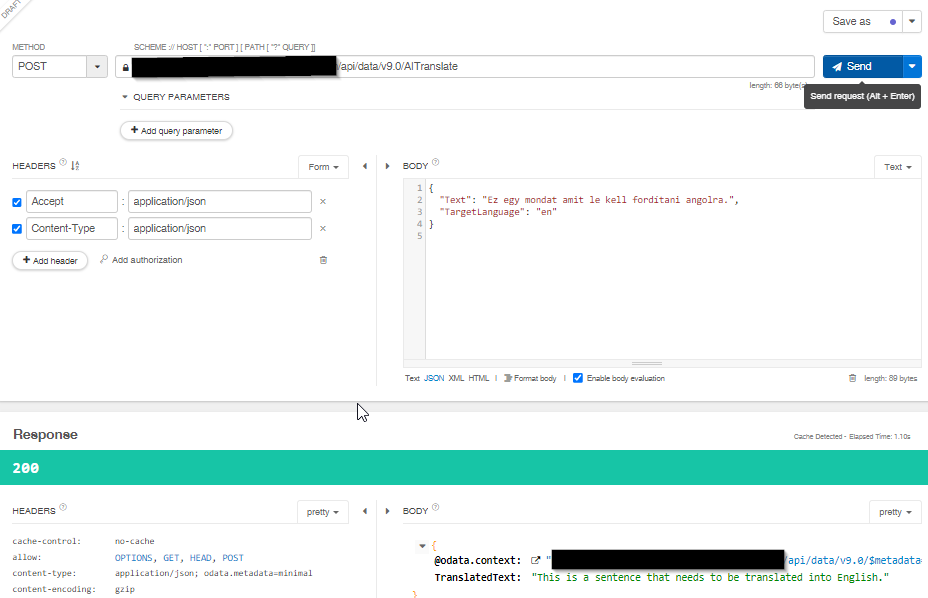 DRAFT
Save as
METHOD
SCHEME :// HOST [ ":" PORT ] [ PATH [ "?" QUERY ]]
POST
/api/data/v9.0/AITranslate
Send
length: 66 byte(s)
Send request (Alt + Enter)
QUERY PARAMETERS
+ Add query parameter
HEADERS ?
Form
BODY ?
Text
Accept : application/json ×
Content-Type : application/json ×
+ Add header
Add authorization
1 {
2 "Text": "Ez egy mondat amit le kell forditani angolra.",
3 "TargetLanguage": "en"
4 }
5
Text JSON XML HTML | Format body | Enable body evaluation
length: 89 bytes
Response
Cache Detected - Elapsed Time: 1.10s
200
HEADERS ?
pretty
BODY ?
pretty
cache-control: no-cache
allow: OPTIONS, GET, HEAD, POST
content-type: application/json; odata.metadata=minimal
content-encoding: gzip
{
@odata.context: "/api/data/v9.0/$metadata
TranslatedText: "This is a sentence that needs to be translated into English."
}